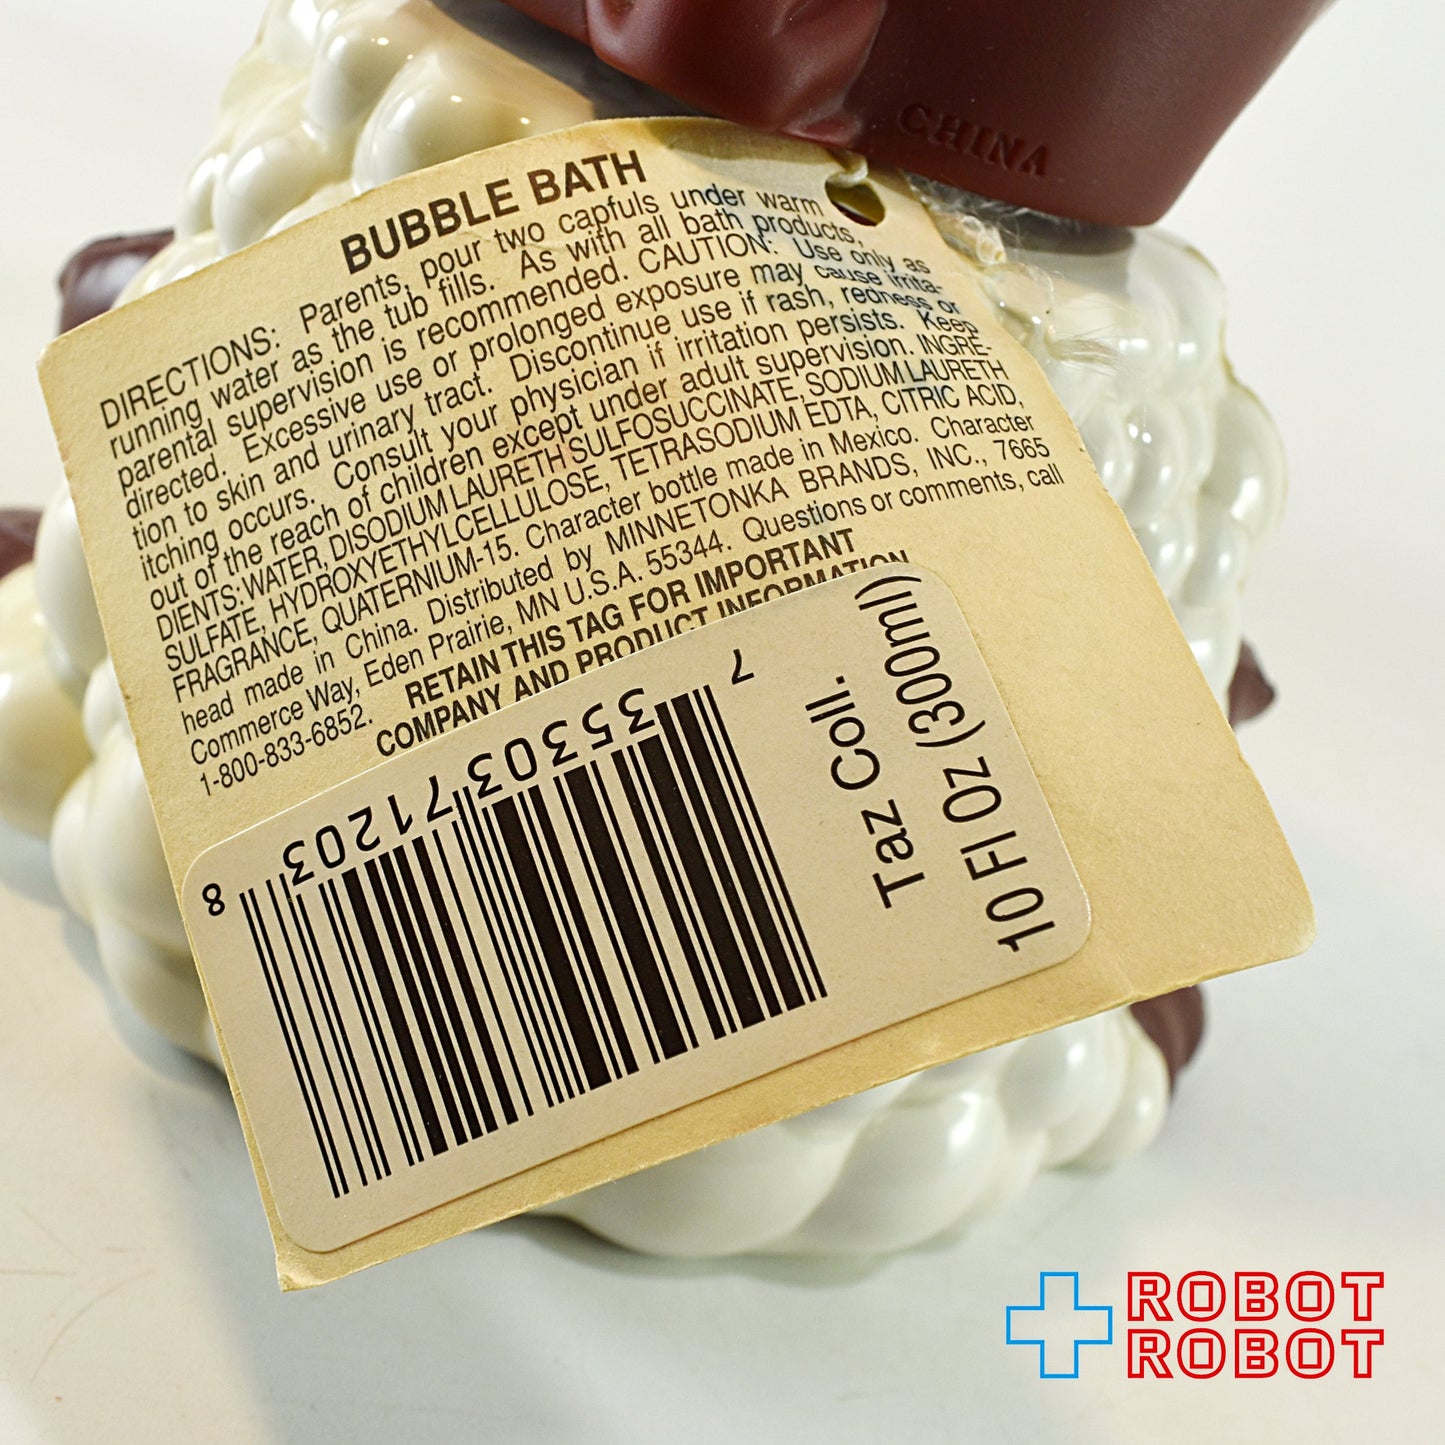 CHINA
BUBBLE BATH
DIRECTIONS: Parents, pour two capfuls under warm
running water as the tub fills. As with all bath products,
parental supervision is recommended. CAUTION: Use only as
directed. Excessive use or prolonged exposure may cause irrita-
tion to skin and urinary tract. Discontinue use if rash, redness or
itching occurs. Consult your physician if irritation persists. Keep
out of the reach of children except under adult supervision. INGRE-
DIENTS: WATER, DISODIUM LAURETH SULFOSUCCINATE, SODIUM LAURETH
SULFATE, HYDROXYETHYLCELLULOSE, TETRASODIUM EDTA, CITRIC ACID,
FRAGRANCE, QUATERNIUM-15. Character bottle made in Mexico. Character
head made in China. Distributed by MINNETONKA BRANDS, INC., 7665
Commerce Way, Eden Prairie, MN U.S.A. 55344. Questions or comments, call
1-800-833-6852.
RETAIN THIS TAG FOR IMPORTANT
COMPANY AND PRODUCT INFORMATION
7 35303 71203 8
Taz Coll.
10 Fl Oz (300ml)
ROBOT
ROBOT